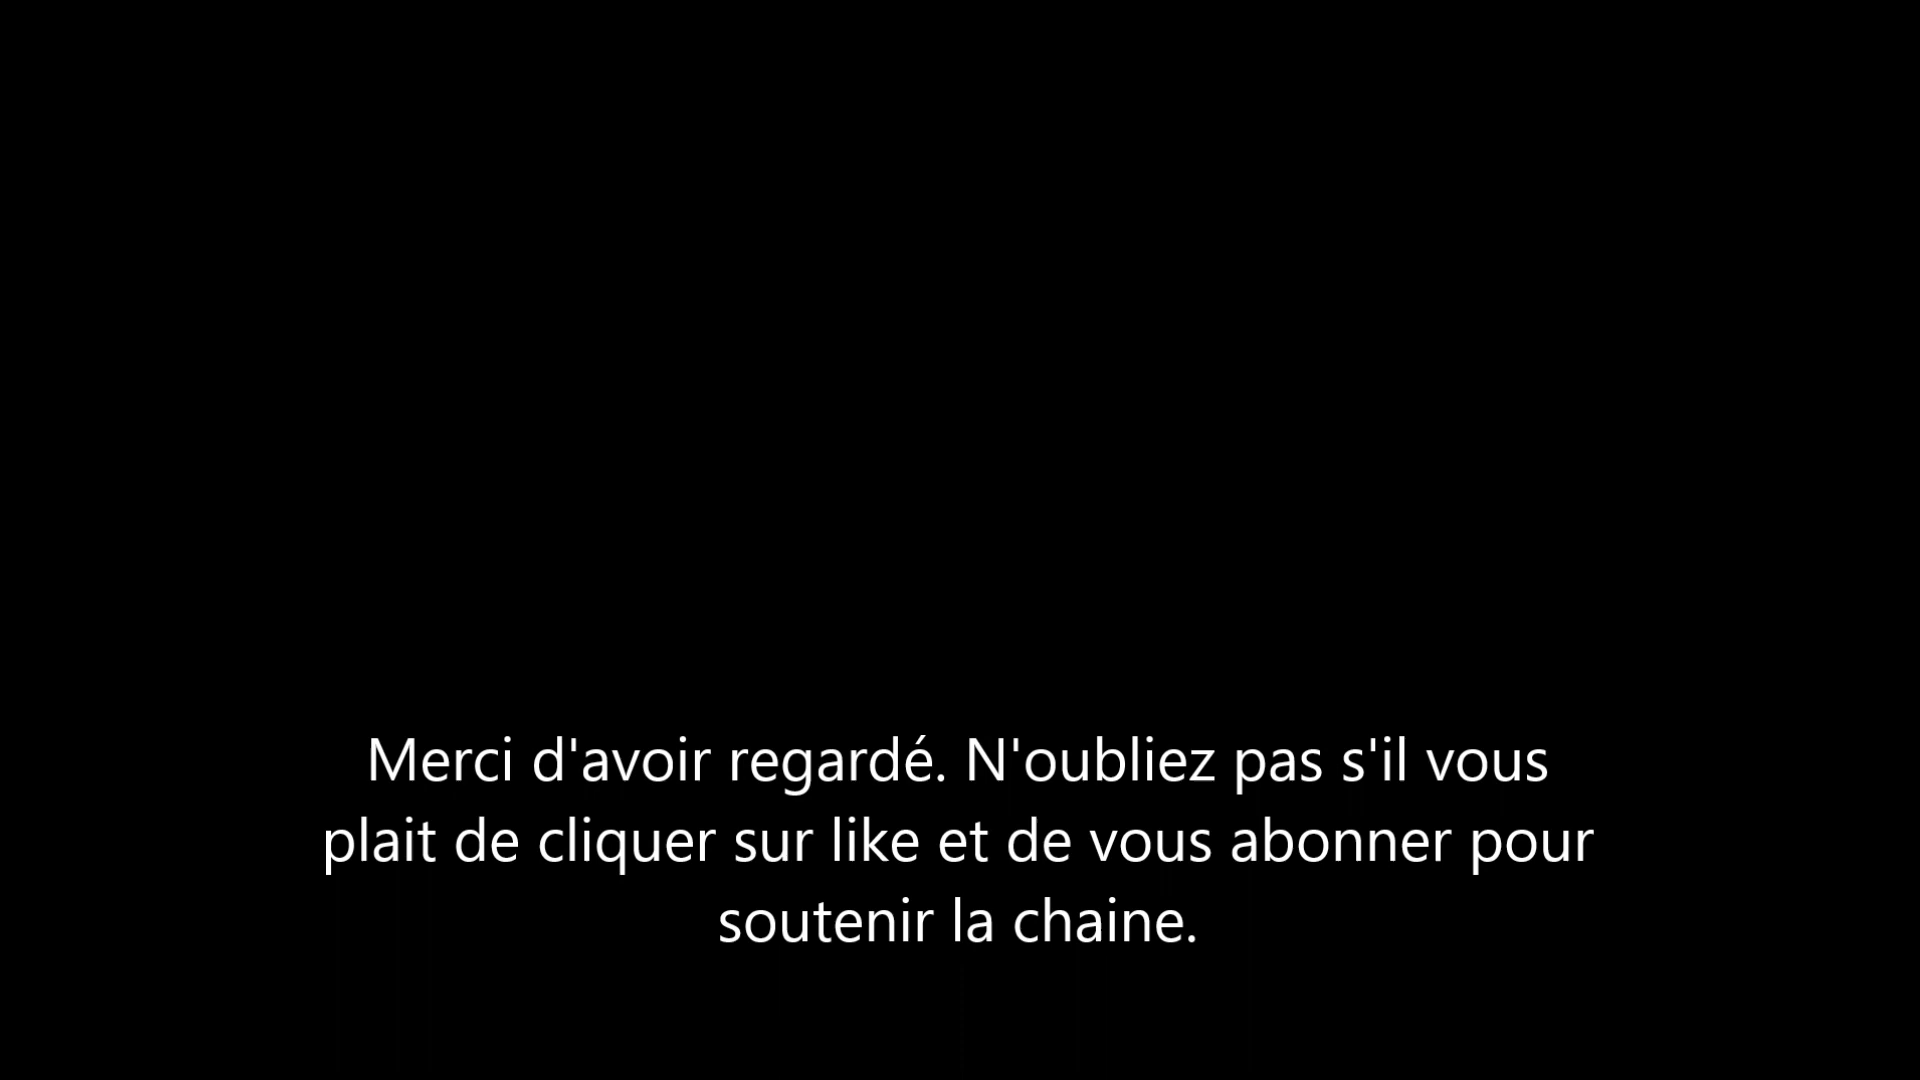 Merci d'avoir regardé. N'oubliez pas s'il vous
plait de cliquer sur like et de vous abonner pour
soutenir la chaine.